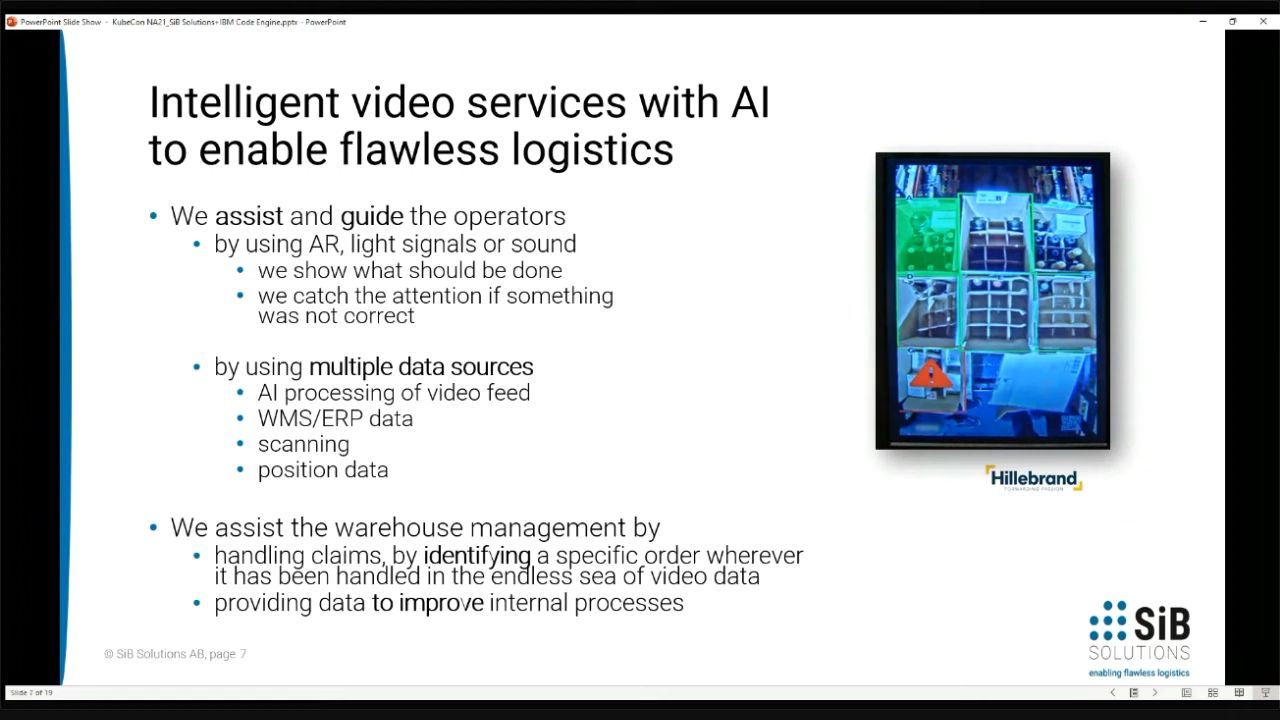 PowerPoint Slide Show - KubeCon NA21_SiB Solutions+IBM Code Engine.pptx - PowerPoint
Intelligent video services with AI
to enable flawless logistics
• We assist and guide the operators
• by using AR, light signals or sound
• we show what should be done
• we catch the attention if something
was not correct
• by using multiple data sources
• AI processing of video feed
• WMS/ERP data
• scanning
• position data
• We assist the warehouse management by
• handling claims, by identifying a specific order wherever
it has been handled in the endless sea of video data
• providing data to improve internal processes
Hillebrand
FORWARDING PASSION
SiB
SOLUTIONS
enabling flawless logistics
© SiB Solutions AB, page 7
Slide 7 of 19